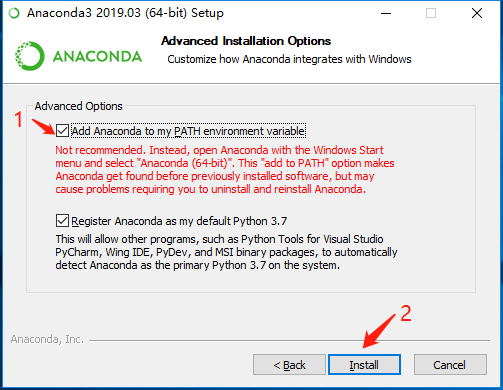 Anaconda3 2019.03 (64-bit) Setup
Advanced Installation Options
Customize how Anaconda integrates with Windows
ANACONDA
Advanced Options
1
Add Anaconda to my PATH environment variable
Not recommended. Instead, open Anaconda with the Windows Start
menu and select "Anaconda (64-bit)". This "add to PATH" option makes
Anaconda get found before previously installed software, but may
cause problems requiring you to uninstall and reinstall Anaconda.
Register Anaconda as my default Python 3.7
This will allow other programs, such as Python Tools for Visual Studio
PyCharm, Wing IDE, PyDev, and MSI binary packages, to automatically
detect Anaconda as the primary Python 3.7 on the system.
2
Anaconda, Inc.
< Back
Install
Cancel